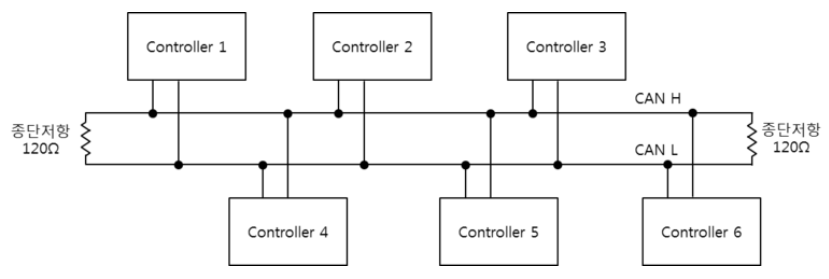 Controller 1
Controller 2
Controller 3
CAN H
종단저항
120Ω
종단저항
120Ω
CAN L
Controller 4
Controller 5
Controller 6